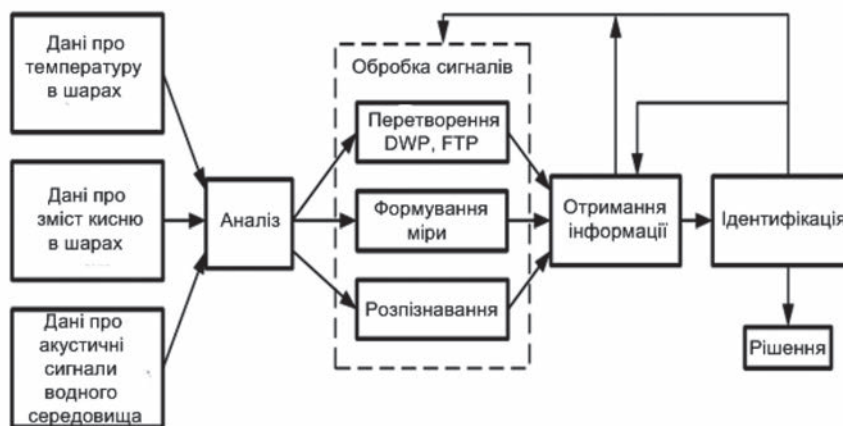 Дані про
температуру
в шарах
Дані про
зміст кисню
в шарах
Дані про
акустичні
сигнали
водного
середовища
Аналіз
Обробка сигналів
Перетворення
DWP, FTP
Формування
міри
Розпізнавання
Отримання
інформації
Ідентифікація
Рішення